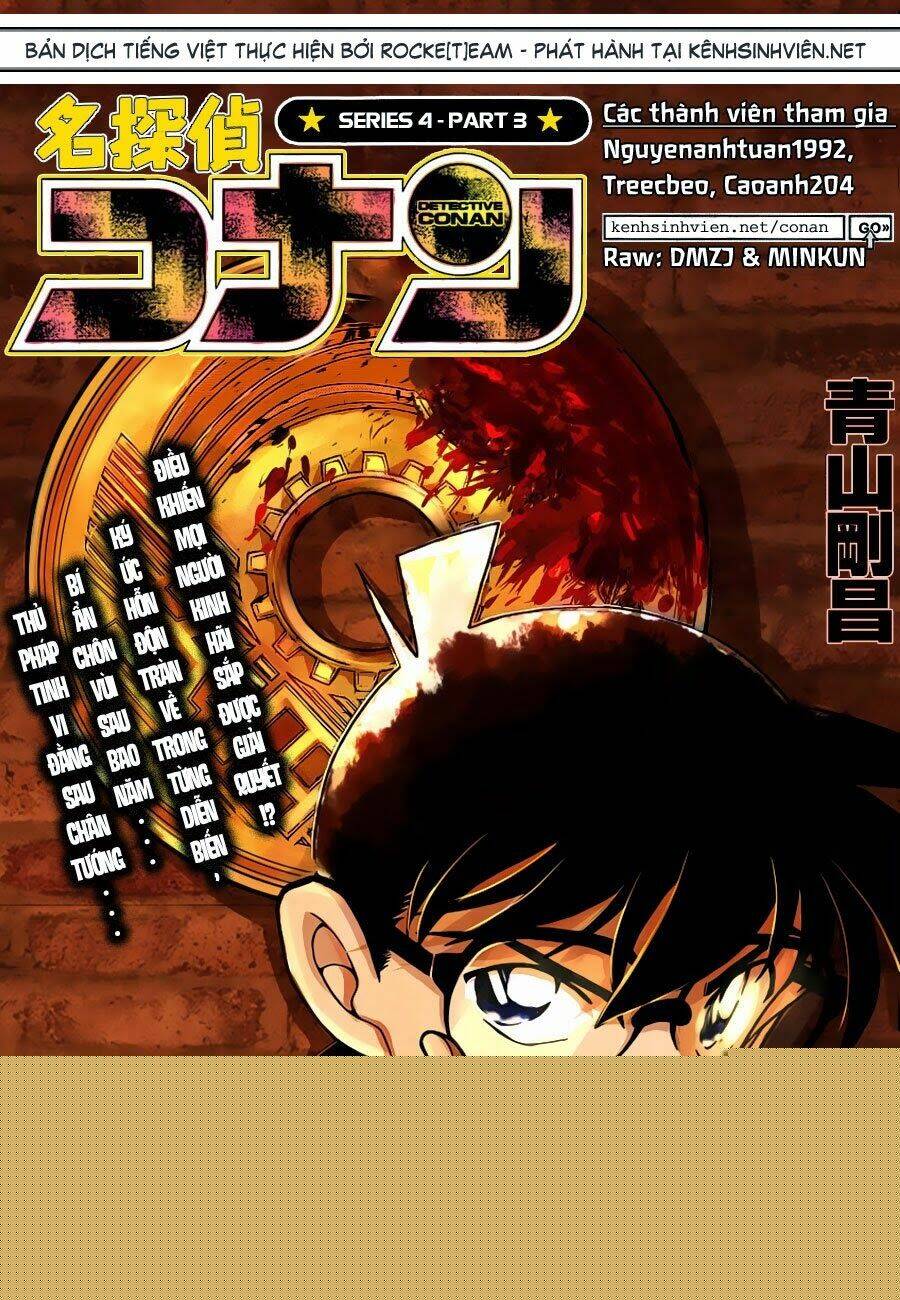 BẢN DỊCH TIẾNG VIỆT THỰC HIỆN BỞI ROCKE[T]EAM - PHÁT HÀNH TẠI KÊNHSINHVIÊN.NET
名探偵
コナン
DETECTIVE
CONAN
SERIES 4 - PART 3
Các thành viên tham gia
Nguyenanhtuan1992,
Treecbeo, Caoanh204
kenhsinhvien.net/conan
GO»
Raw: DMZJ & MINKUN
青山剛昌
ĐIỀU KHIẾN MỌI NGƯỜI KINH HÃI SẮP ĐƯỢC GIẢI QUYẾT!?
KÝ ỨC HỖN ĐỘN TRÀN VỀ TRONG TỪNG DIỄN BIẾN,
BÍ ẨN CHÔN VÙI SAU BAO NĂM...
THỦ PHÁP TINH VI ĐẰNG SAU CHÂN TƯỚNG....